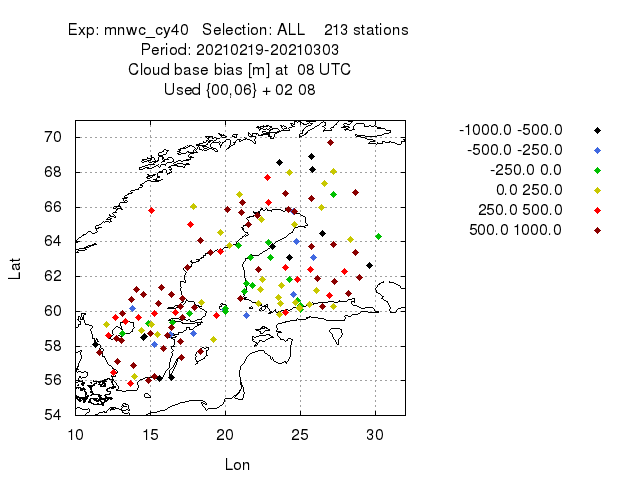 Exp: mnwc_cy40   Selection: ALL    213 stations
Period: 20210219-20210303
Cloud base bias [m] at  08 UTC
Used {00,06} + 02 08
-1000.0 -500.0
-500.0 -250.0
-250.0 0.0
0.0 250.0
250.0 500.0
500.0 1000.0
Lat
70
68
66
64
62
60
58
56
54
10 15 20 25 30
Lon